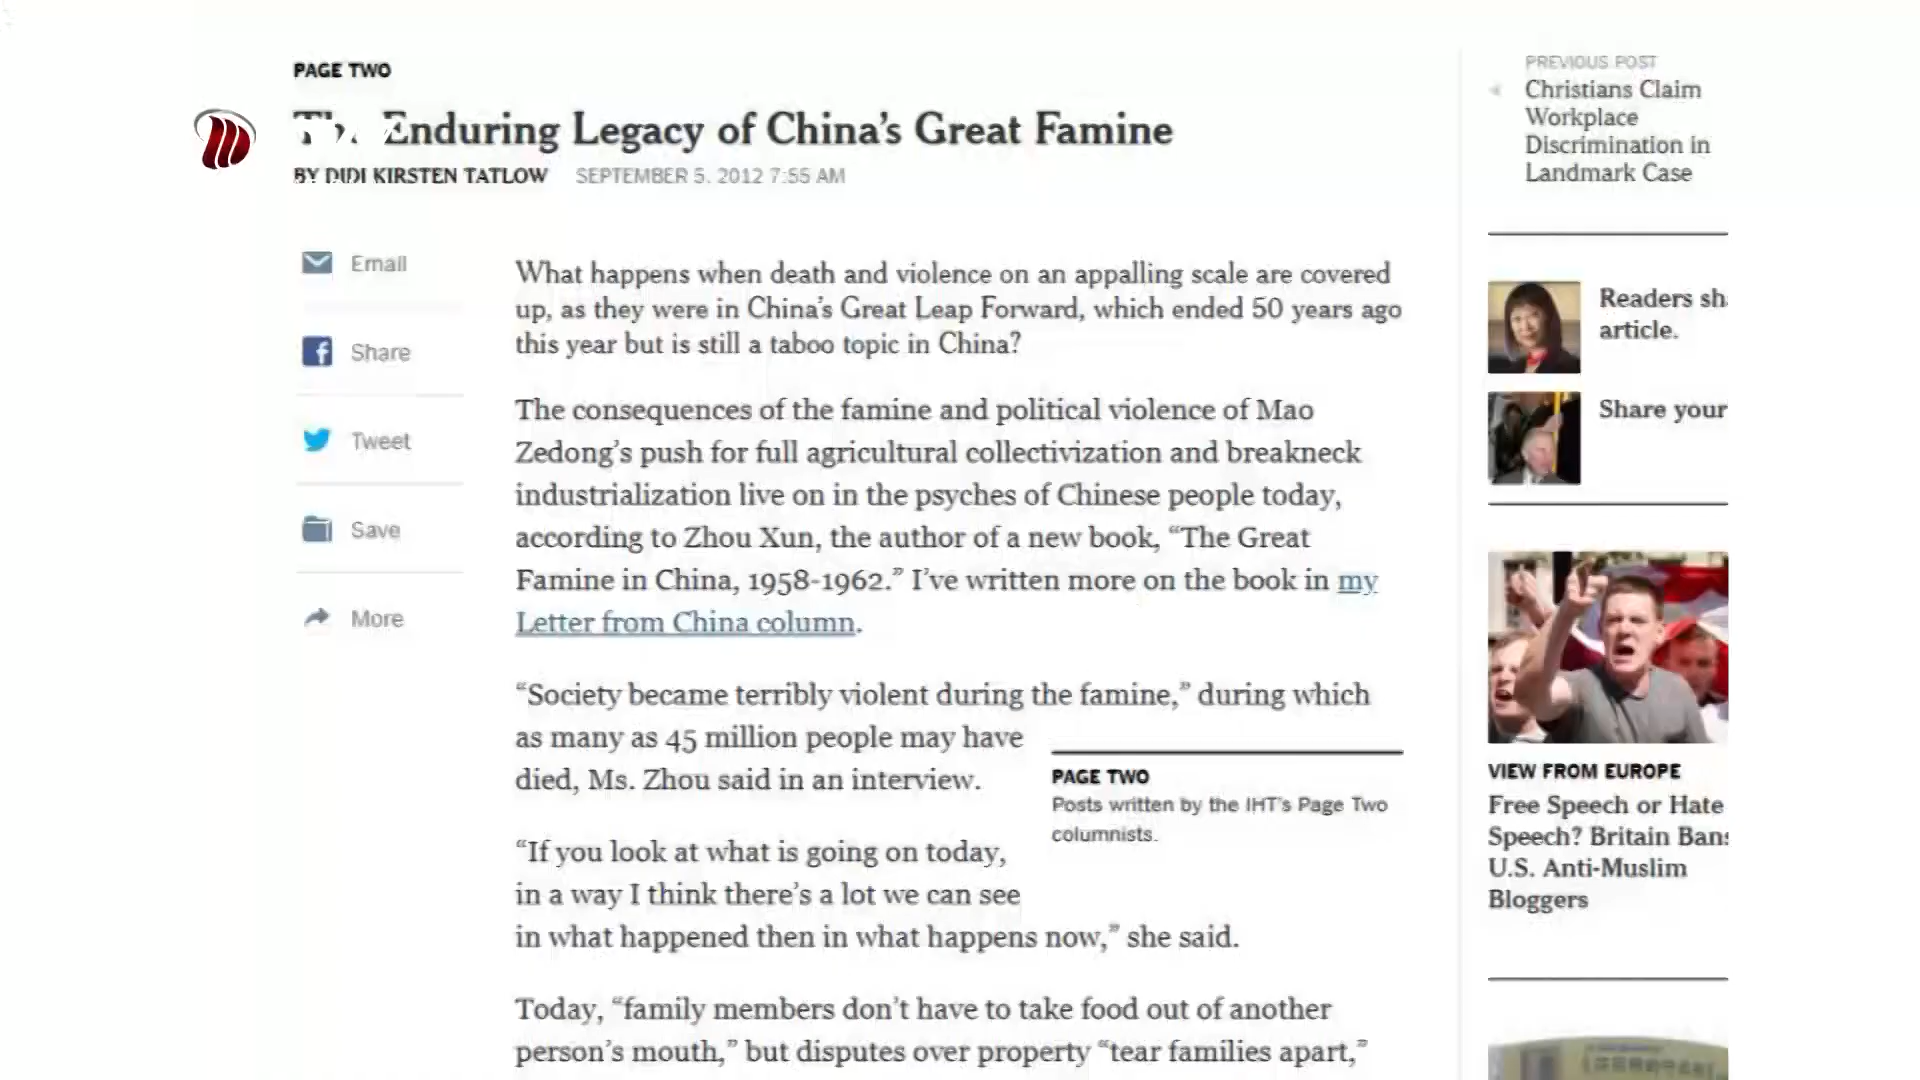 PAGE TWO
Enduring Legacy of China's Great Famine
BY DIDI KIRSTEN TATLOW SEPTEMBER 5, 2012 7:55 AM
Email
Share
Tweet
Save
More
What happens when death and violence on an appalling scale are covered
up, as they were in China's Great Leap Forward, which ended 50 years ago
this year but is still a taboo topic in China?
The consequences of the famine and political violence of Mao
Zedong's push for full agricultural collectivization and breakneck
industrialization live on in the psyches of Chinese people today,
according to Zhou Xun, the author of a new book, “The Great
Famine in China, 1958-1962.” I've written more on the book in my
Letter from China column.
“Society became terribly violent during the famine,” during which
as many as 45 million people may have
died, Ms. Zhou said in an interview.
PAGE TWO
Posts written by the IHT's Page Two
columnists.
“If you look at what is going on today,
in a way I think there's a lot we can see
in what happened then in what happens now,” she said.
Today, “family members don't have to take food out of another
person's mouth,” but disputes over property “tear families apart,”
PREVIOUS POST
Christians Claim
Workplace
Discrimination in
Landmark Case
Readers sh
article.
Share your
VIEW FROM EUROPE
Free Speech or Hate
Speech? Britain Bans
U.S. Anti-Muslim
Bloggers